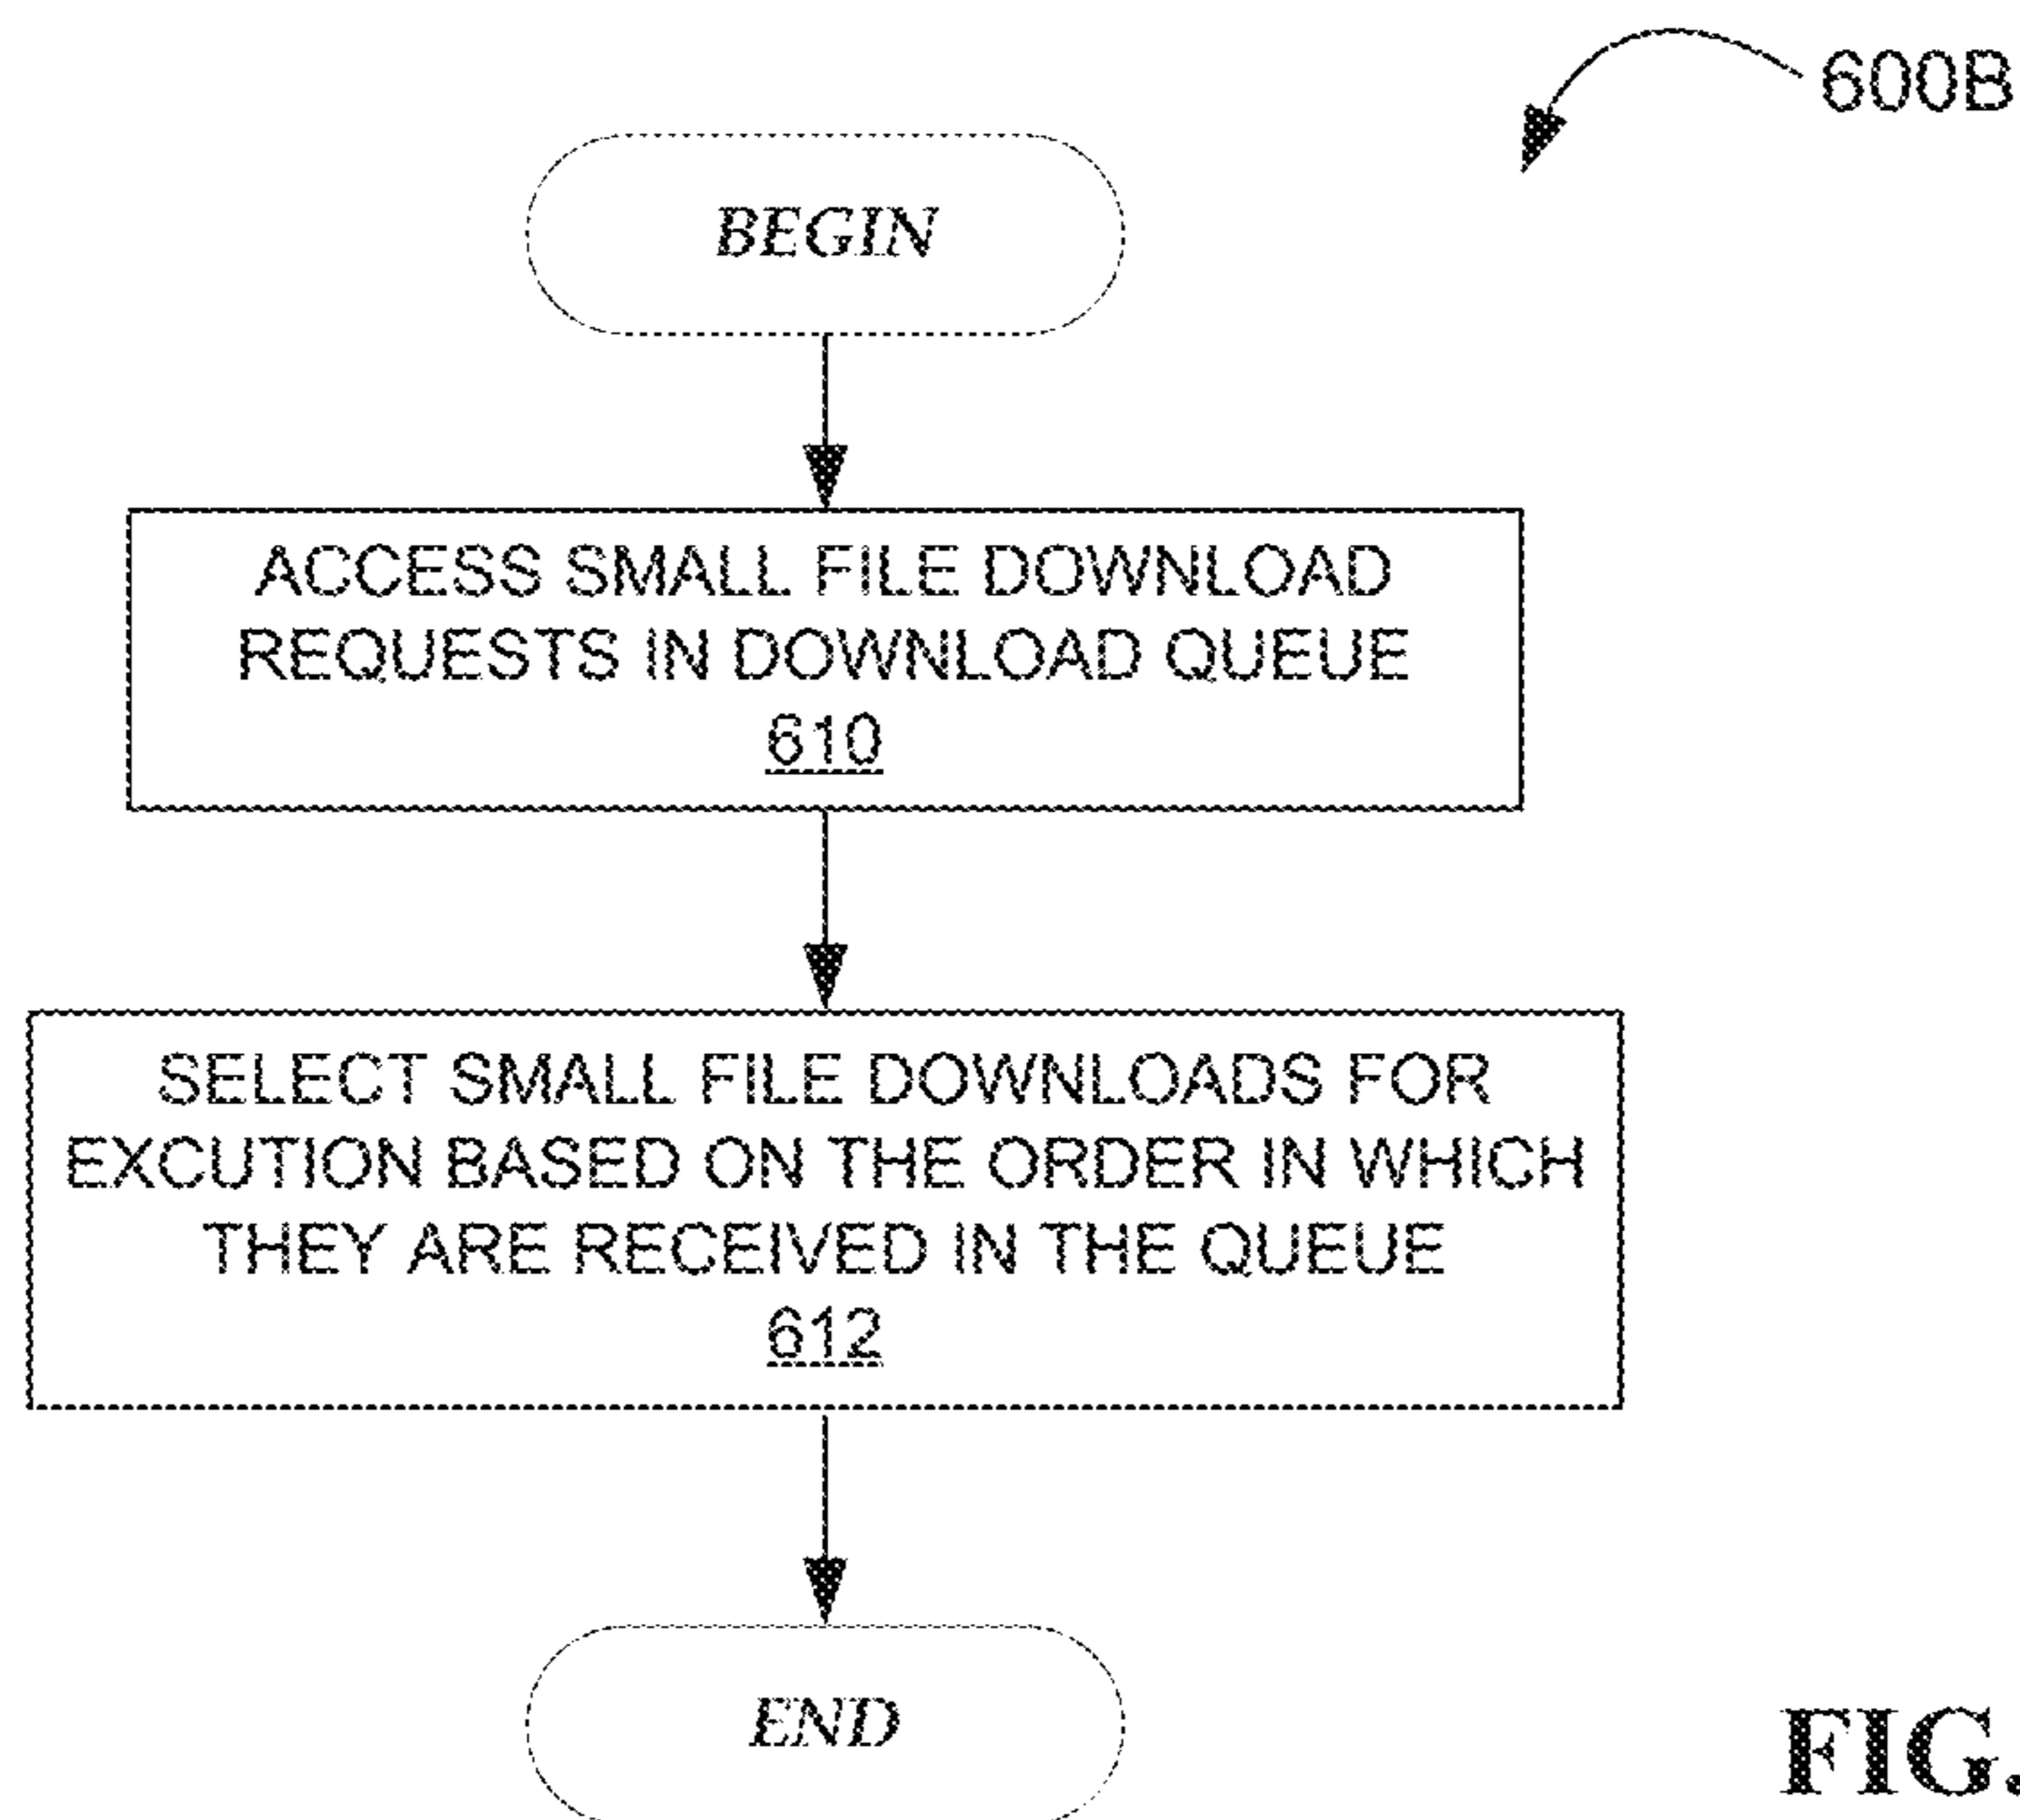 600B
BEGIN
ACCESS SMALL FILE DOWNLOAD
REQUESTS IN DOWNLOAD QUEUE
610
SELECT SMALL FILE DOWNLOADS FOR
EXCUTION BASED ON THE ORDER IN WHICH
THEY ARE RECEIVED IN THE QUEUE
612
END
FIG.